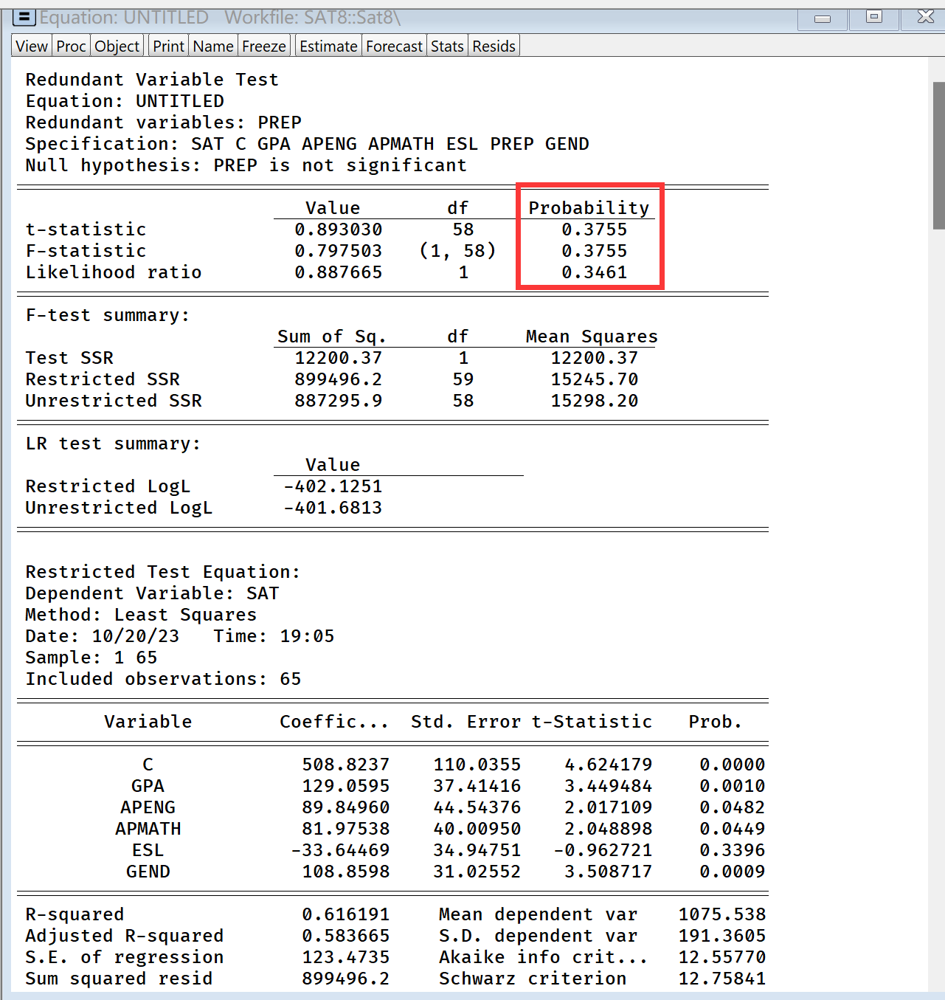 Equation: UNTITLED   Workfile: SAT8::Sat8\
View Proc Object Print Name Freeze Estimate Forecast Stats Resids
Redundant Variable Test
Equation: UNTITLED
Redundant variables: PREP
Specification: SAT C GPA APENG APMATH ESL PREP GEND
Null hypothesis: PREP is not significant
Value df Probability
t-statistic 0.893030 58 0.3755
F-statistic 0.797503 (1, 58) 0.3755
Likelihood ratio 0.887665 1 0.3461
F-test summary:
Sum of Sq. df Mean Squares
Test SSR 12200.37 1 12200.37
Restricted SSR 899496.2 59 15245.70
Unrestricted SSR 887295.9 58 15298.20
LR test summary:
Value
Restricted LogL -402.1251
Unrestricted LogL -401.6813
Restricted Test Equation:
Dependent Variable: SAT
Method: Least Squares
Date: 10/20/23   Time: 19:05
Sample: 1 65
Included observations: 65
Variable Coeffic... Std. Error t-Statistic Prob.
C 508.8237 110.0355 4.624179 0.0000
GPA 129.0595 37.41416 3.449484 0.0010
APENG 89.84960 44.54376 2.017109 0.0482
APMATH 81.97538 40.00950 2.048898 0.0449
ESL -33.64469 34.94751 -0.962721 0.3396
GEND 108.8598 31.02552 3.508717 0.0009
R-squared 0.616191 Mean dependent var 1075.538
Adjusted R-squared 0.583665 S.D. dependent var 191.3605
S.E. of regression 123.4735 Akaike info crit... 12.55770
Sum squared resid 899496.2 Schwarz criterion 12.75841